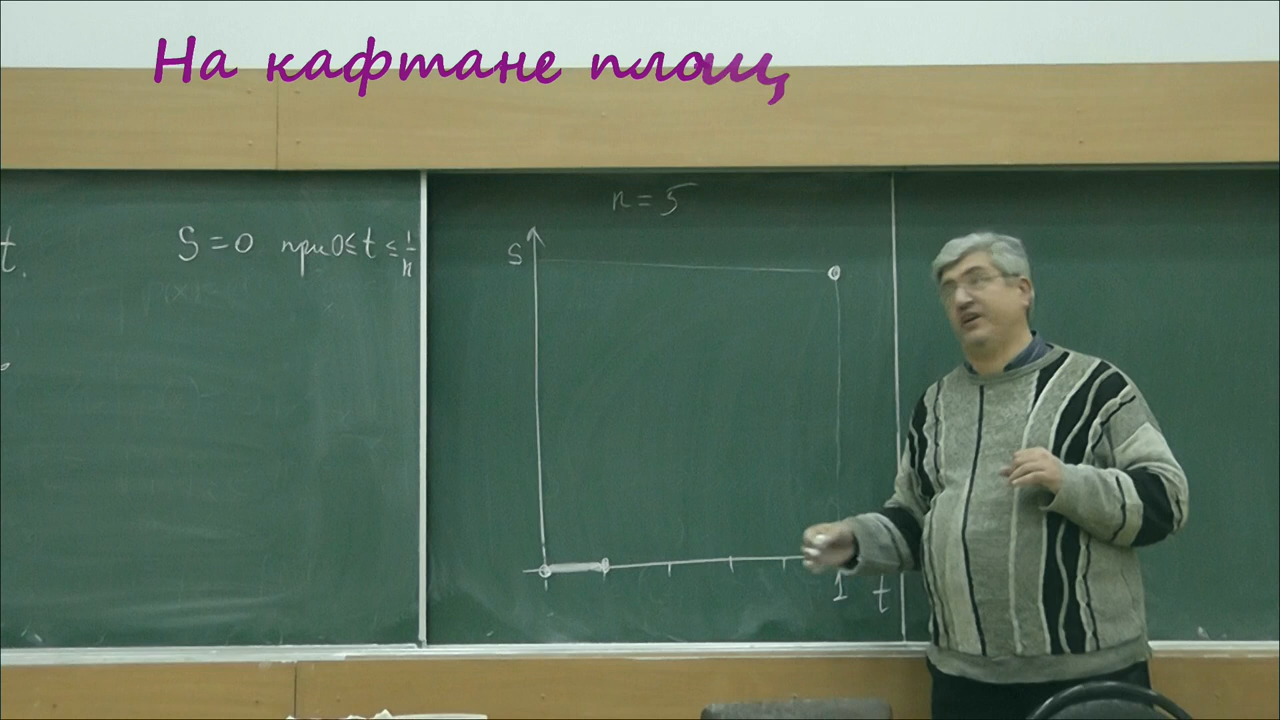 На кафтане площ
n = 5
t.
S = 0 при 0 ≤ t ≤ 1/n
S
1
t